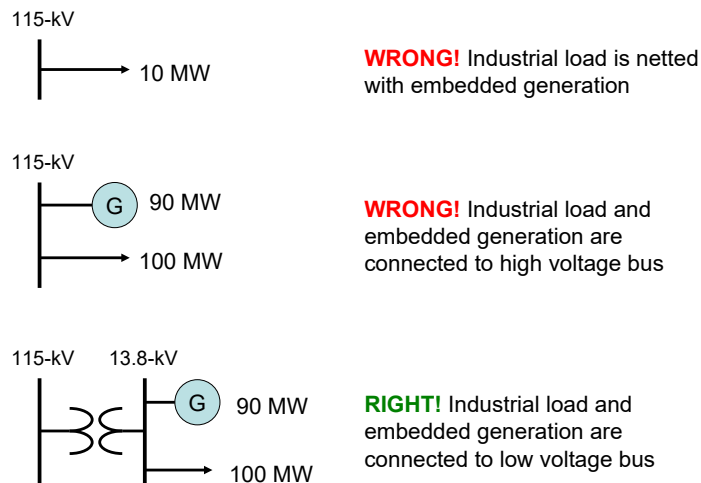 115-kV
10 MW
WRONG! Industrial load is netted
with embedded generation
115-kV
G
90 MW
100 MW
WRONG! Industrial load and
embedded generation are
connected to high voltage bus
115-kV
13.8-kV
G
90 MW
100 MW
RIGHT! Industrial load and
embedded generation are
connected to low voltage bus